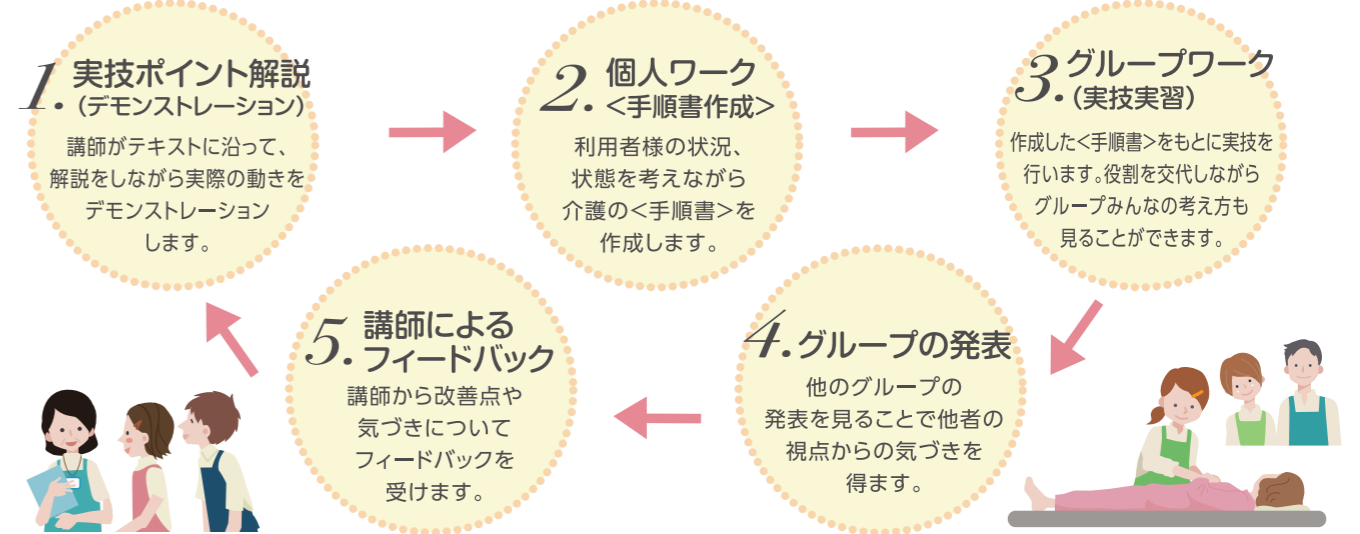 1. 実技ポイント解説
(デモンストレーション)
講師がテキストに沿って、
解説をしながら実際の動きを
デモンストレーション
します。
2. 個人ワーク
<手順書作成>
利用者様の状況、
状態を考えながら
介護の<手順書>を
作成します。
3. グループワーク
(実技実習)
作成した<手順書>をもとに実技を
行います。役割を交代しながら
グループみんなの考え方も
見ることができます。
4. グループの発表
他のグループの
発表を見ることで他者の
視点からの気づきを
得ます。
5. 講師による
フィードバック
講師から改善点や
気づきについて
フィードバックを
受けます。